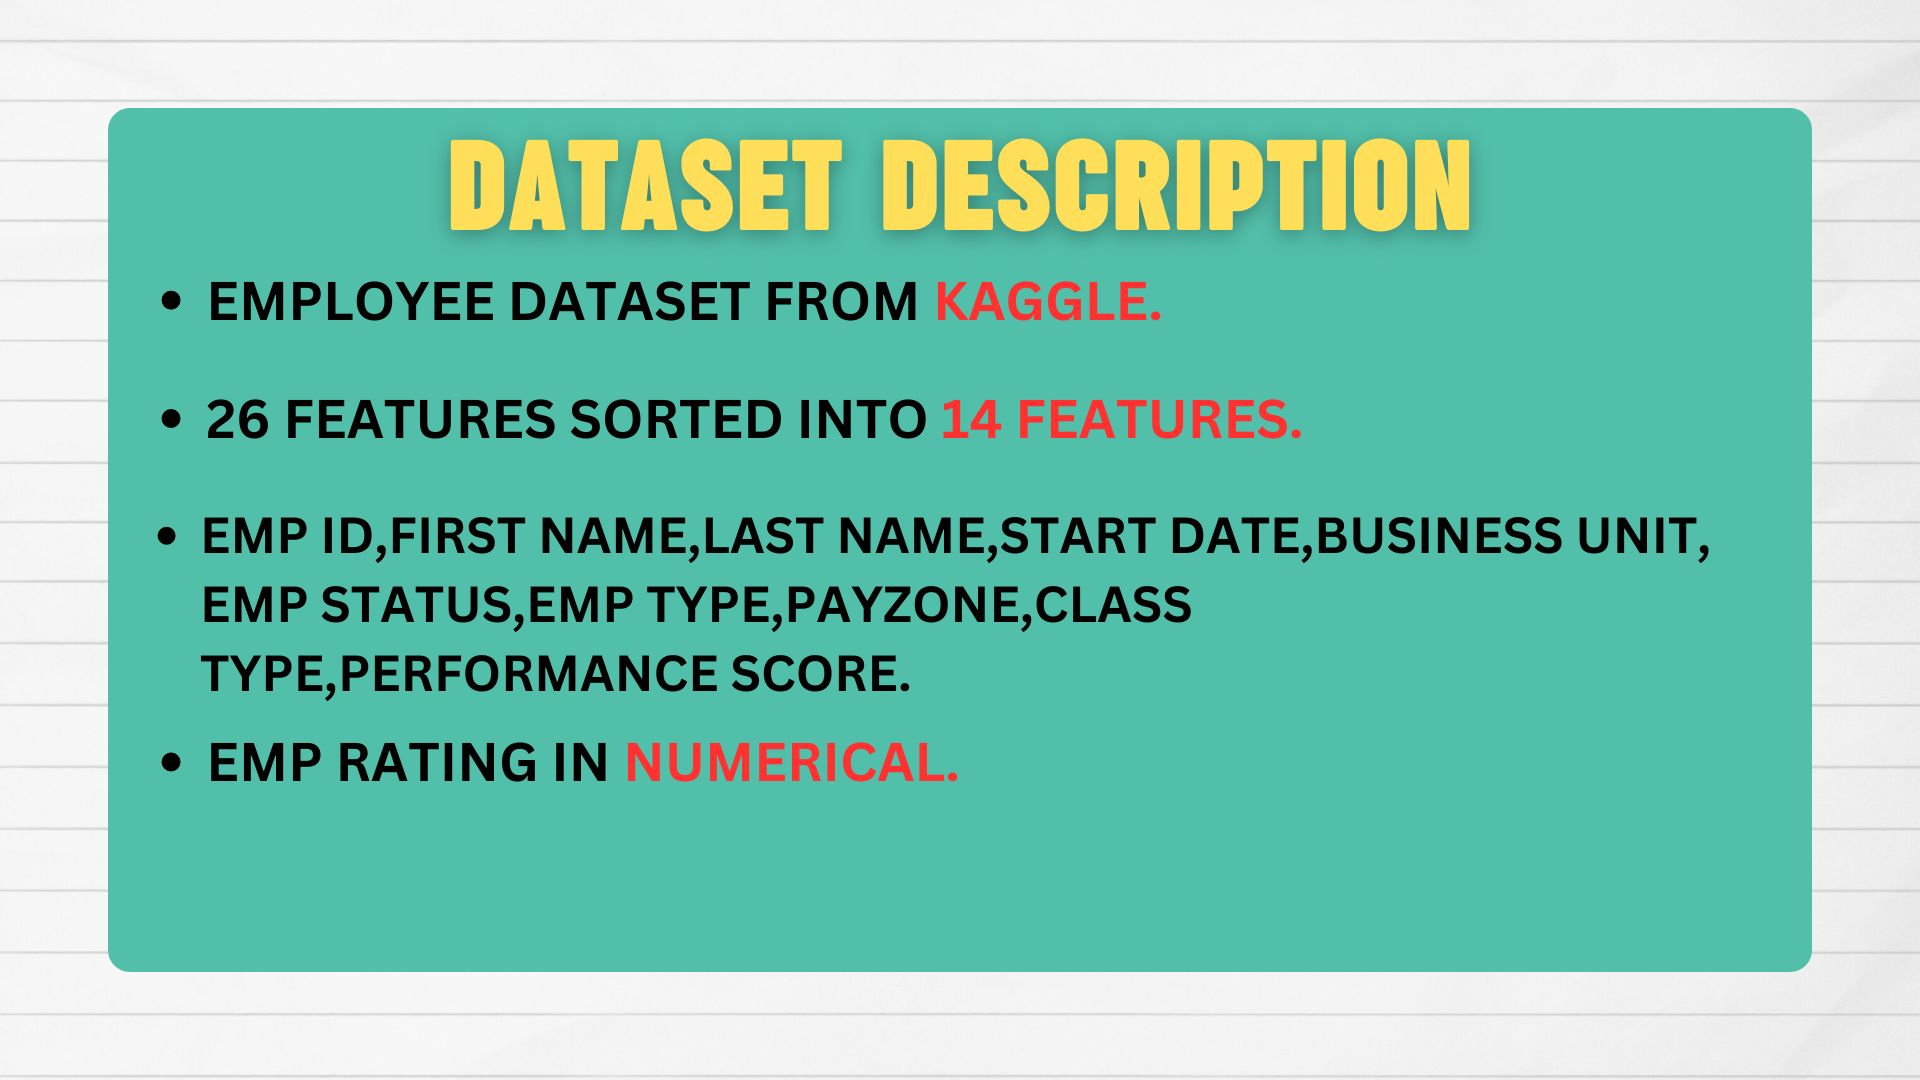 DATASET DESCRIPTION
• EMPLOYEE DATASET FROM KAGGLE.
• 26 FEATURES SORTED INTO 14 FEATURES.
• EMP ID,FIRST NAME,LAST NAME,START DATE,BUSINESS UNIT,
EMP STATUS,EMP TYPE,PAYZONE,CLASS
TYPE,PERFORMANCE SCORE.
• EMP RATING IN NUMERICAL.